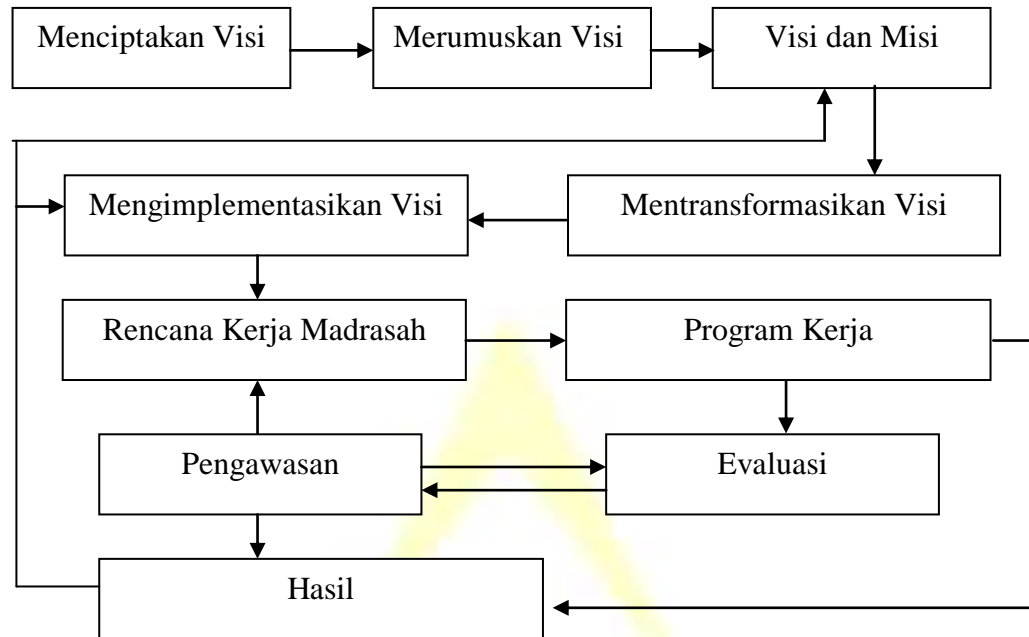 Menciptakan Visi
Merumuskan Visi
Visi dan Misi
Mengimplementasikan Visi
Mentransformasikan Visi
Rencana Kerja Madrasah
Program Kerja
Pengawasan
Evaluasi
Hasil